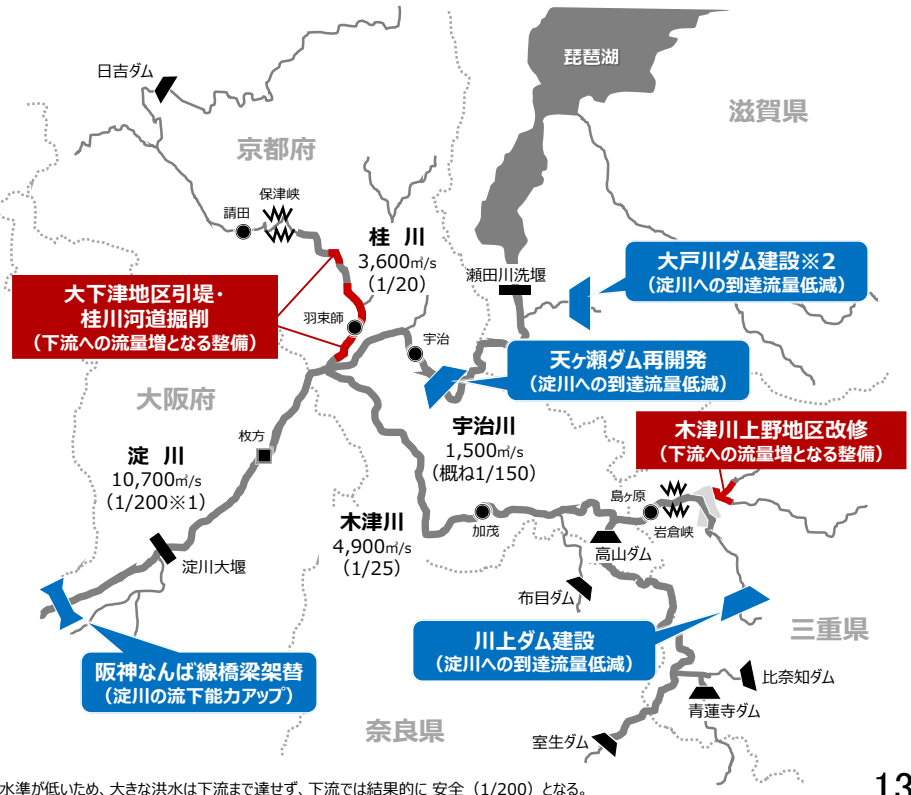 琵琶湖
日吉ダム
滋賀県
京都府
保津峡
請田
桂 川
3,600㎥/s
(1/20)
瀬田川洗堰
大戸川ダム建設※2
(淀川への到達流量低減)
大下津地区引堤・
桂川河道掘削
(下流への流量増となる整備)
羽束師
宇治
天ヶ瀬ダム再開発
(淀川への到達流量低減)
大阪府
宇治川
1,500㎥/s
(概ね1/150)
木津川上野地区改修
(下流への流量増となる整備)
枚方
淀 川
10,700㎥/s
(1/200※1)
島ヶ原
岩倉峡
木津川
4,900㎥/s
(1/25)
加茂
高山ダム
淀川大堰
布目ダム
川上ダム建設
(淀川への到達流量低減)
三重県
阪神なんば線橋梁架替
(淀川の流下能力アップ)
比奈知ダム
青蓮寺ダム
奈良県
室生ダム
水準が低いため、大きな洪水は下流まで達せず、下流では結果的に 安全（1/200）となる。
13